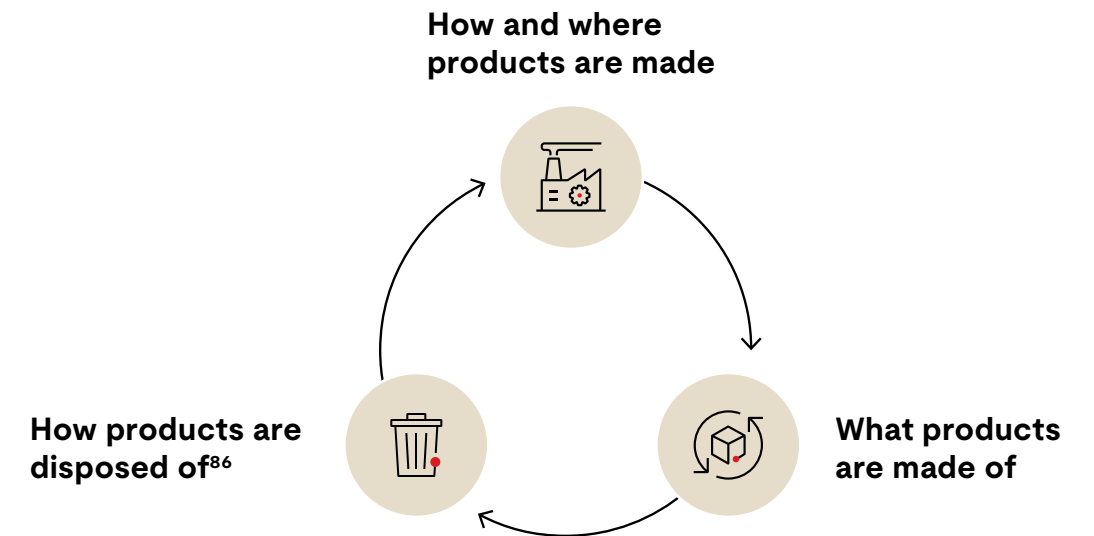 How and where
products are made
How products are
disposed of⁸⁶
What products
are made of